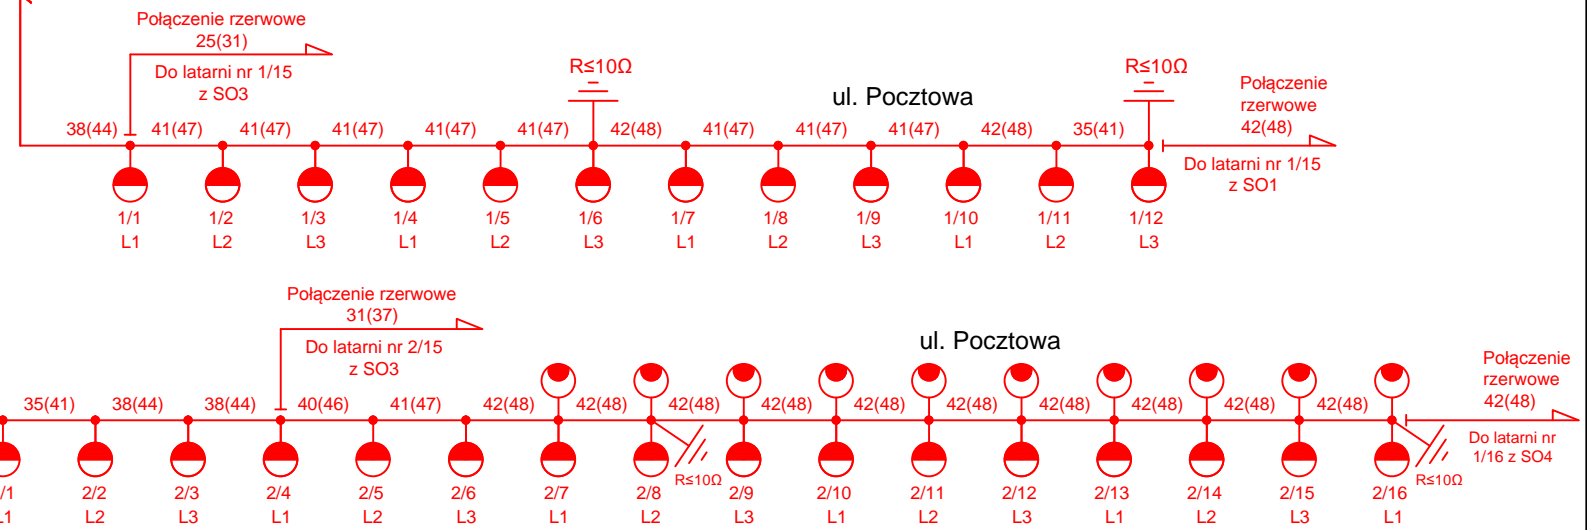 Połączenie rzerwowe
25(31)
Do latarni nr 1/15
z SO3
R≤10Ω
ul. Pocztowa
R≤10Ω
Połączenie
rzerwowe
42(48)
Do latarni nr 1/15
z SO1
38(44) 41(47) 41(47) 41(47) 41(47) 41(47) 42(48) 41(47) 41(47) 41(47) 42(48) 35(41)
1/1 1/2 1/3 1/4 1/5 1/6 1/7 1/8 1/9 1/10 1/11 1/12
L1 L2 L3 L1 L2 L3 L1 L2 L3 L1 L2 L3
Połączenie rzerwowe
31(37)
Do latarni nr 2/15
z SO3
ul. Pocztowa
Połączenie
rzerwowe
42(48)
Do latarni nr
1/16 z SO4
35(41) 38(44) 38(44) 40(46) 41(47) 42(48) 42(48) 42(48) 42(48) 42(48) 42(48) 42(48) 42(48) 42(48) 42(48)
R≤10Ω R≤10Ω
/1 2/2 2/3 2/4 2/5 2/6 2/7 2/8 2/9 2/10 2/11 2/12 2/13 2/14 2/15 2/16
L1 L2 L3 L1 L2 L3 L1 L2 L3 L1 L2 L3 L1 L2 L3 L1